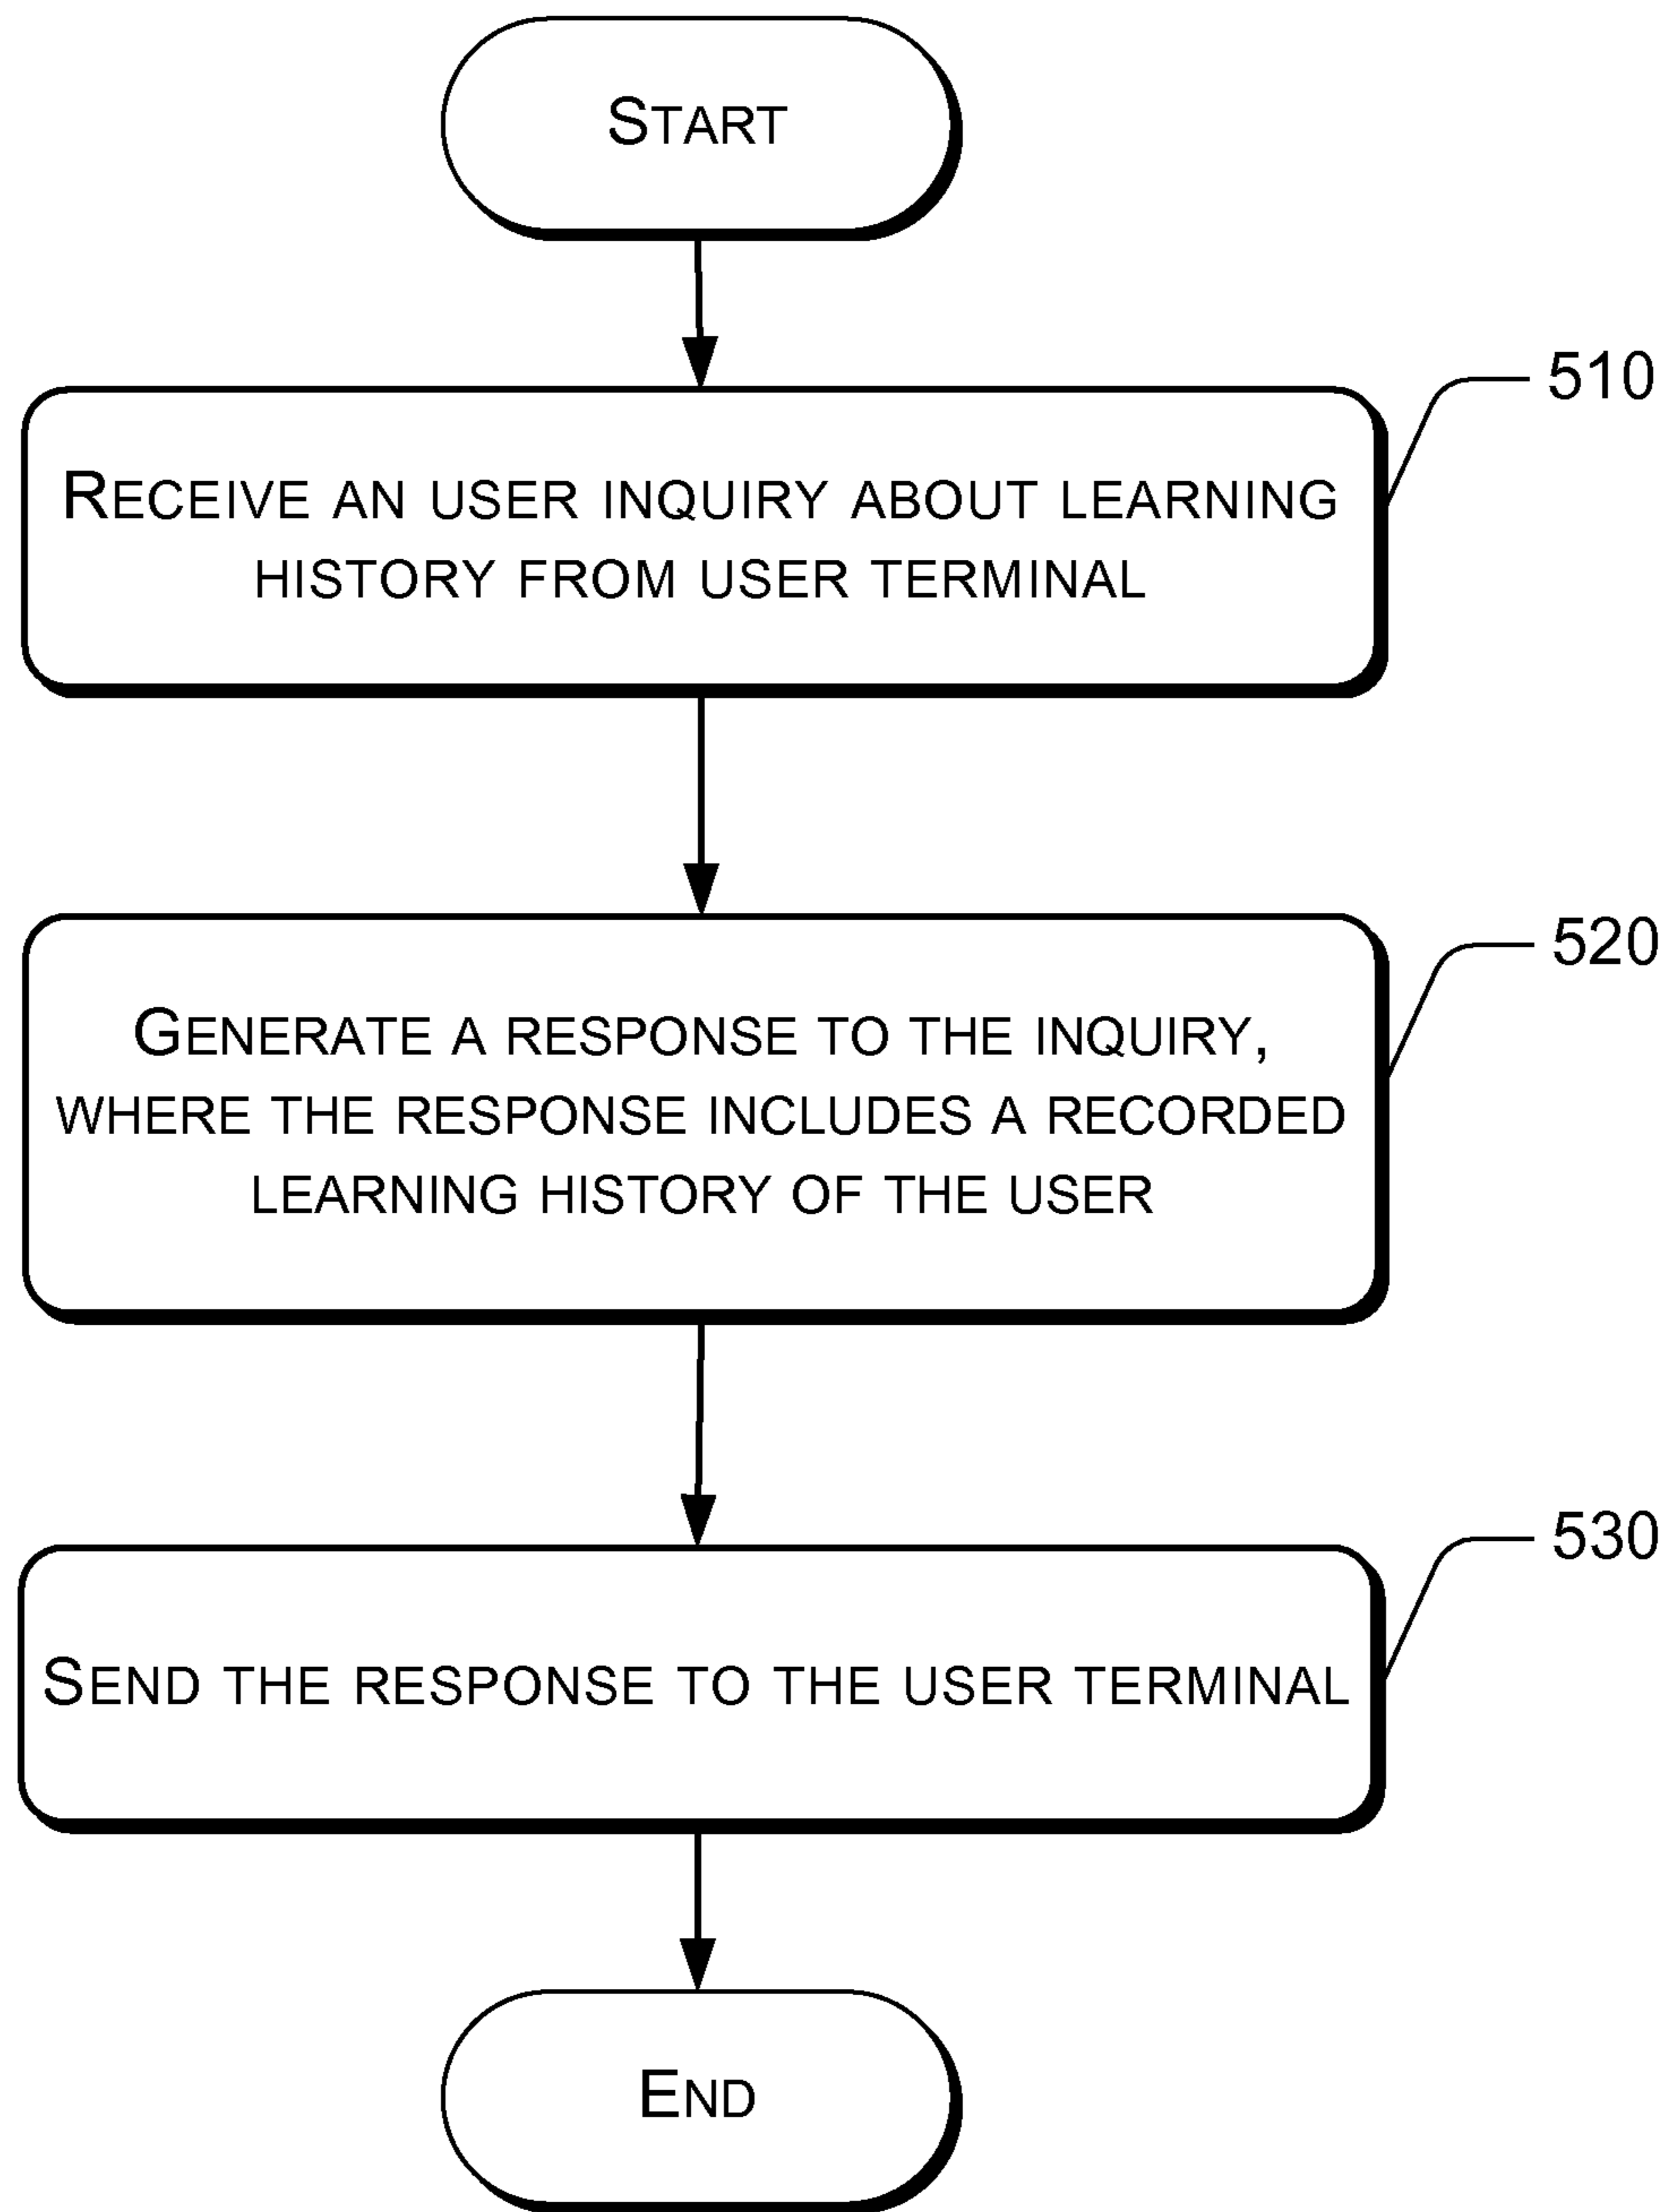 START
510
RECEIVE AN USER INQUIRY ABOUT LEARNING
HISTORY FROM USER TERMINAL
520
GENERATE A RESPONSE TO THE INQUIRY,
WHERE THE RESPONSE INCLUDES A RECORDED
LEARNING HISTORY OF THE USER
530
SEND THE RESPONSE TO THE USER TERMINAL
END